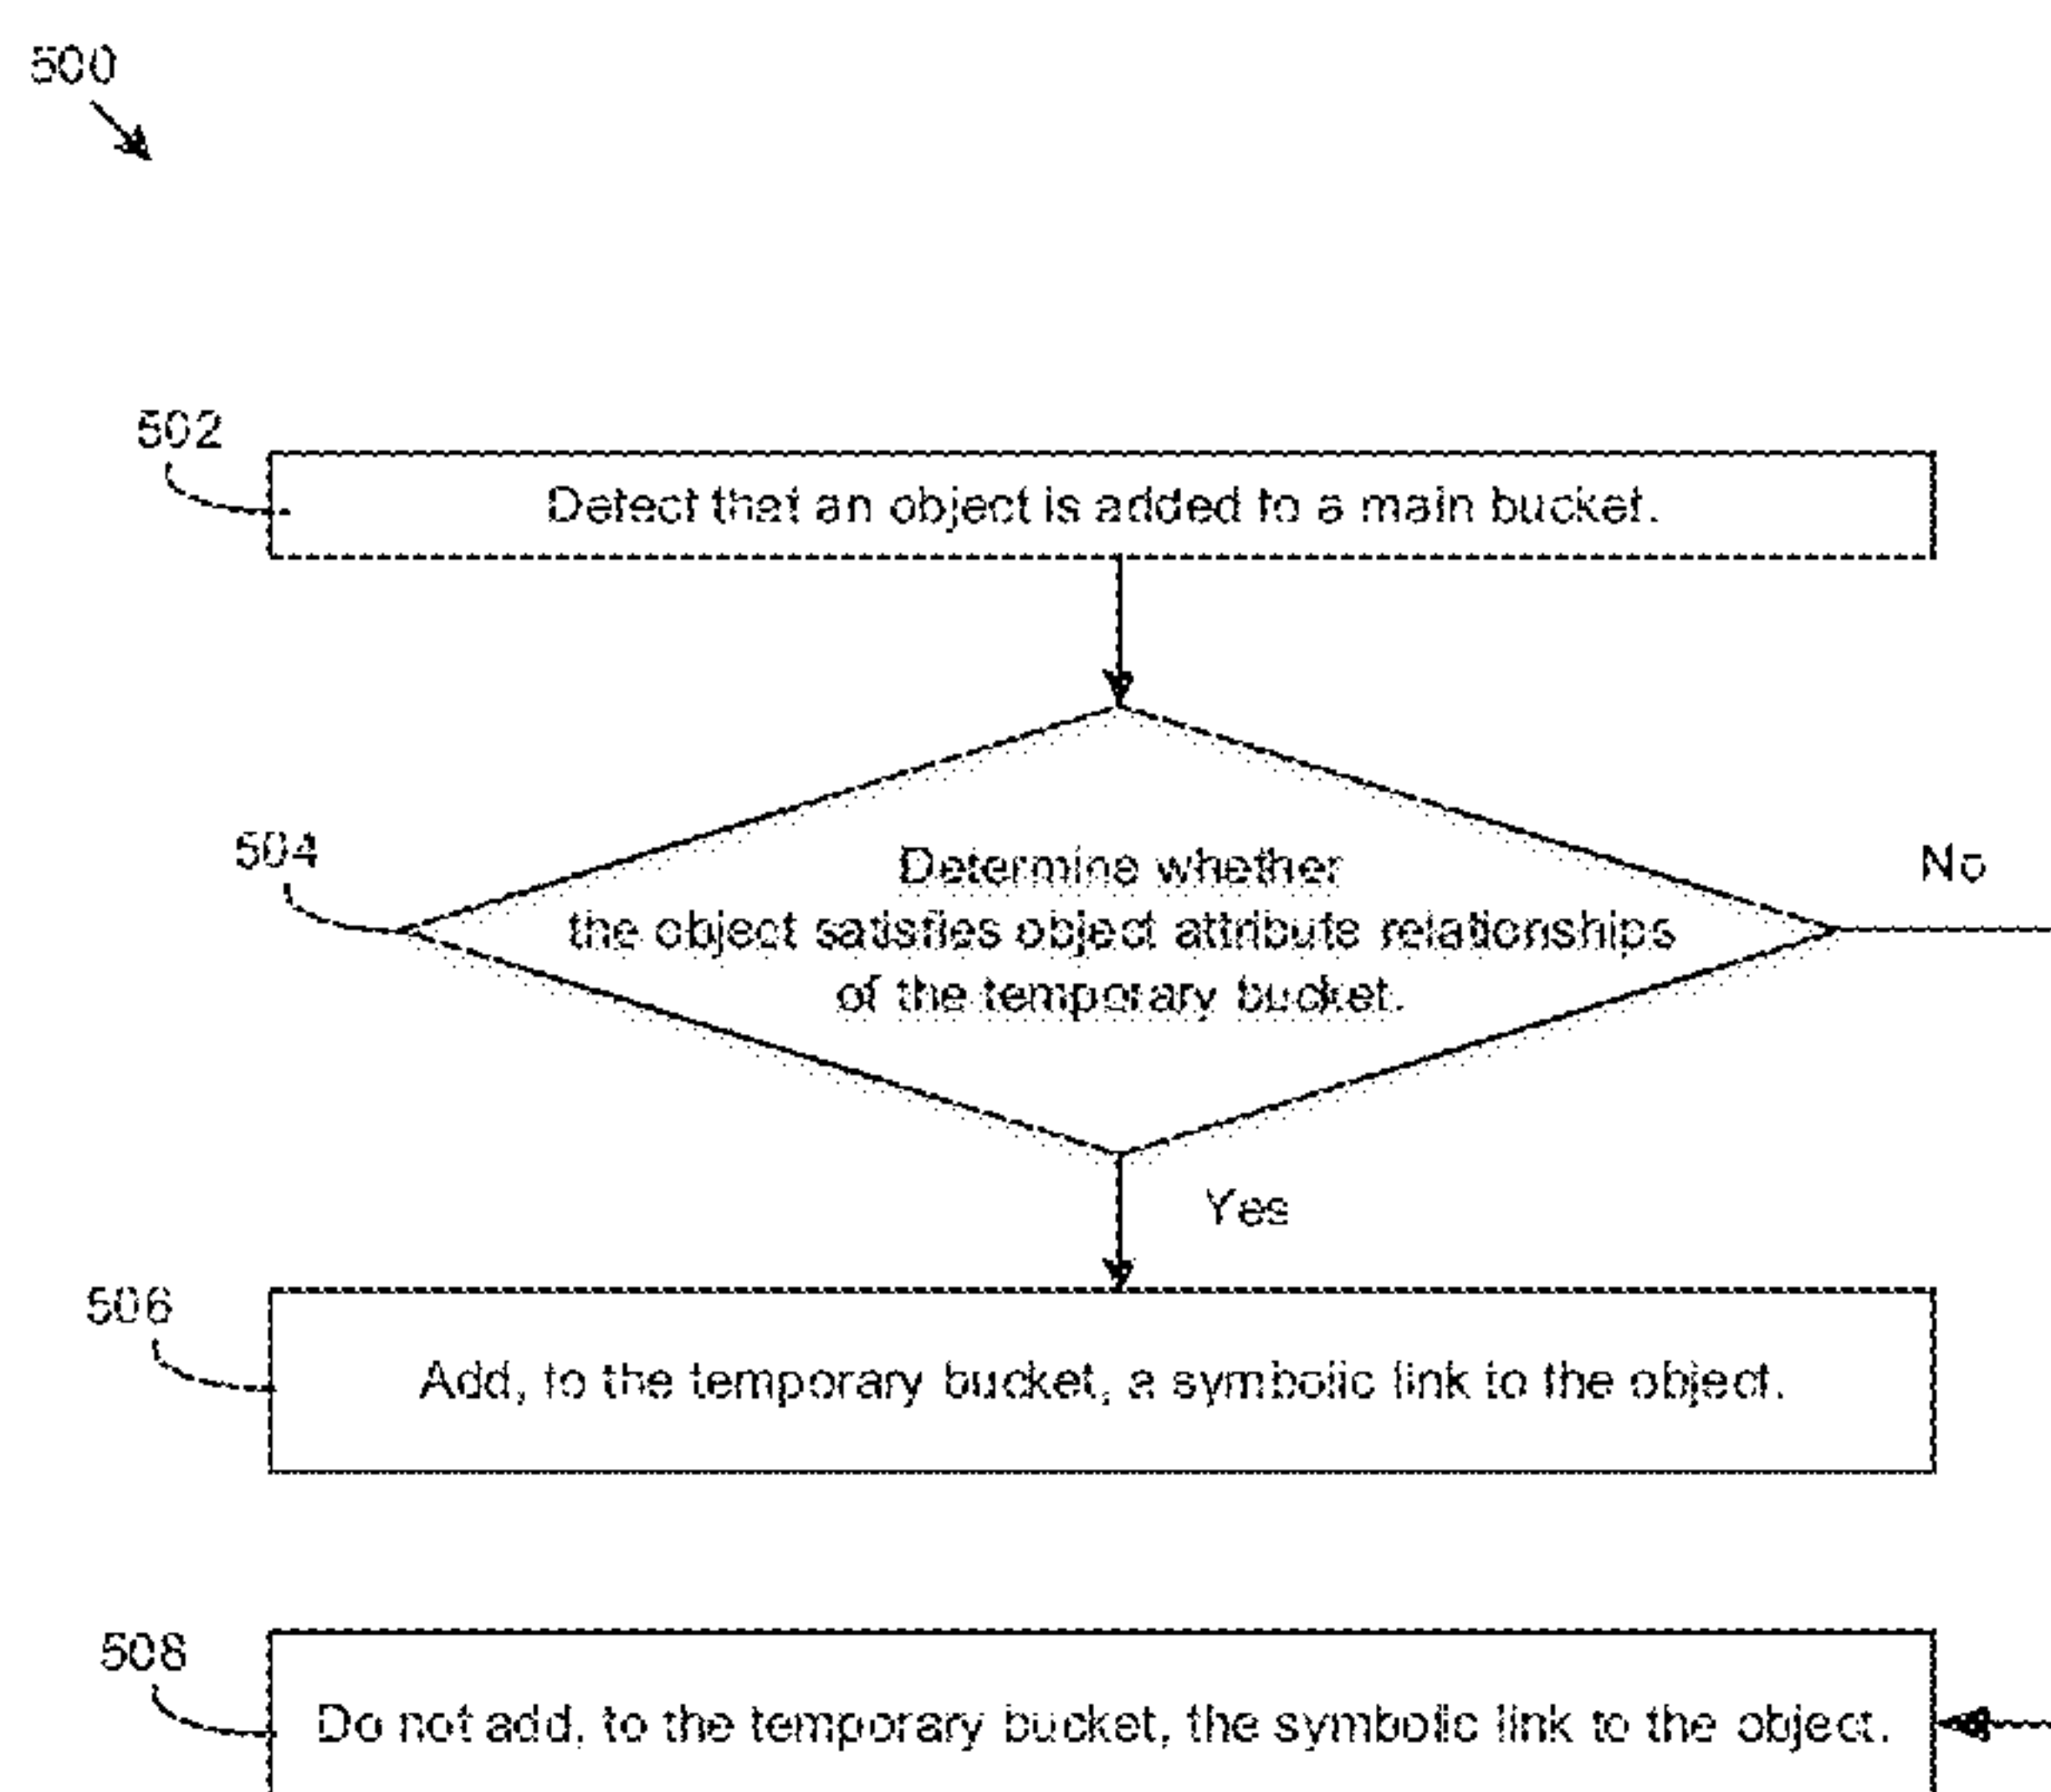 500
502
Detect that an object is added to a main bucket.
504
Determine whether
the object satisfies object attribute relationships
of the temporary bucket.
No
Yes
506
Add, to the temporary bucket, a symbolic link to the object.
508
Do not add, to the temporary bucket, the symbolic link to the object.